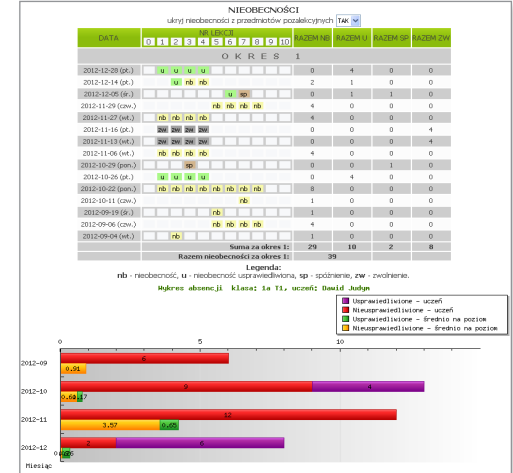 NIEOBECNOŚCI
ukryj nieobecności z przedmiotów pozalekcyjnych TAK
DATA NR LEKCJI RAZEM NB RAZEM U RAZEM SP RAZEM ZW
0 1 2 3 4 5 6 7 8 9 10
O K R E S 1
2012-12-28 (pt.) u u u u 0 4 0 0
2012-12-14 (pt.) u nb nb 2 1 0 0
2012-12-05 (śr.) u sp 0 1 1 0
2012-11-29 (czw.) nb nb nb nb 4 0 0 0
2012-11-27 (wt.) nb nb nb nb 4 0 0 0
2012-11-16 (pt.) zw zw zw zw 0 0 0 4
2012-11-13 (wt.) zw zw zw zw 0 0 0 4
2012-11-06 (wt.) nb nb nb nb 4 0 0 0
2012-10-29 (pon.) sp 0 0 1 0
2012-10-26 (pt.) u u u u 0 4 0 0
2012-10-22 (pon.) nb nb nb nb nb nb nb nb 8 0 0 0
2012-10-11 (czw.) nb 1 0 0 0
2012-09-19 (śr.) nb 1 0 0 0
2012-09-06 (czw.) nb nb nb nb 4 0 0 0
2012-09-04 (wt.) nb 1 0 0 0
Suma za okres 1: 29 10 2 8
Razem nieobecności za okres 1: 39
Legenda:
nb - nieobecność, u - nieobecność usprawiedliwiona, sp - spóźnienie, zw - zwolnienie.
Wykres absencji klasa: 1a TI, uczeń: Dawid Judym
Usprawiedliwione - uczeń
Nieusprawiedliwione - uczeń
Usprawiedliwione - średnio na poziom
Nieusprawiedliwione - średnio na poziom
0 5 10
2012-09 6
0.91
2012-10 9 4
2012-11 12
3.57 0.65
2012-12 2 6
Miesiąc